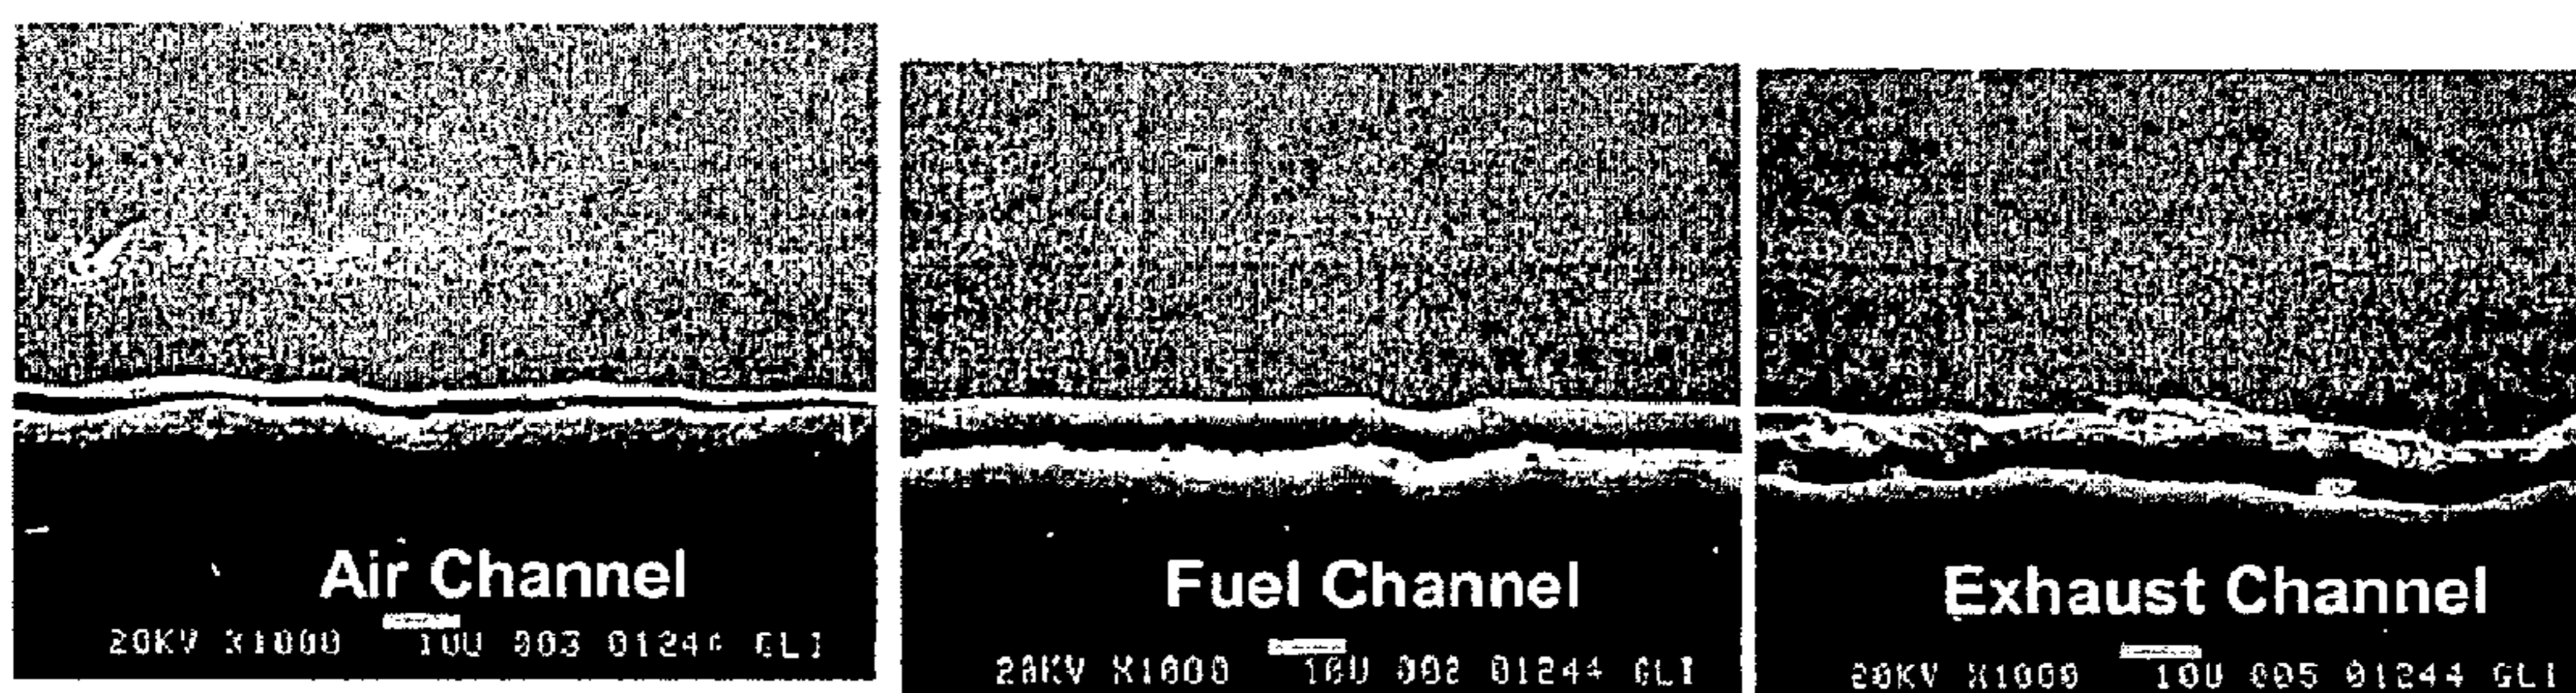 Air Channel
20KV X1000 10U 003 01244 GLI
Fuel Channel
20KV X1000 10U 002 01244 GLI
Exhaust Channel
20KV X1000 10U 005 01244 GLI